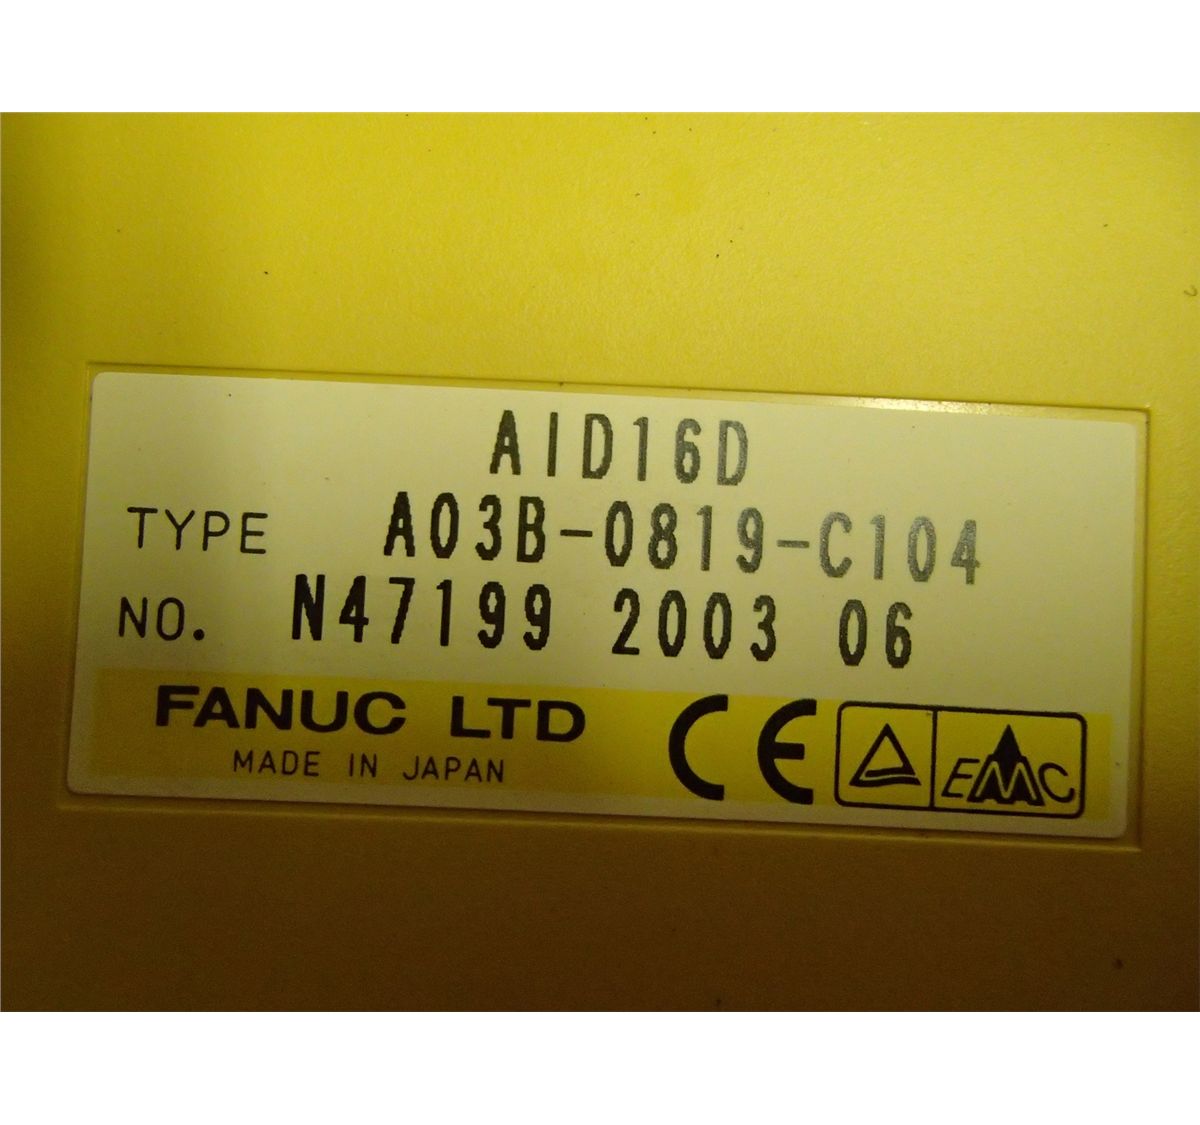 AID16D
TYPE A03B-0819-C104
NO. N47199 2003 06
FANUC LTD
MADE IN JAPAN
CE
EMC